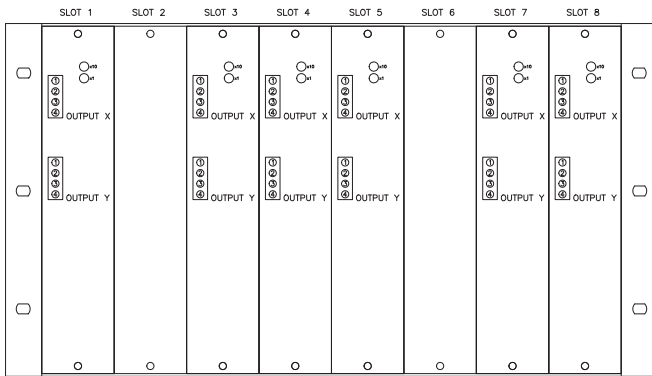 SLOT 1 SLOT 2 SLOT 3 SLOT 4 SLOT 5 SLOT 6 SLOT 7 SLOT 8
x10 x10 x10 x10 x10 x10
x1 x1 x1 x1 x1 x1
1 1 1 1 1 1
2 2 2 2 2 2
3 3 3 3 3 3
4 OUTPUT X 4 OUTPUT X 4 OUTPUT X 4 OUTPUT X 4 OUTPUT X 4 OUTPUT X
1 1 1 1 1 1
2 2 2 2 2 2
3 3 3 3 3 3
4 OUTPUT Y 4 OUTPUT Y 4 OUTPUT Y 4 OUTPUT Y 4 OUTPUT Y 4 OUTPUT Y